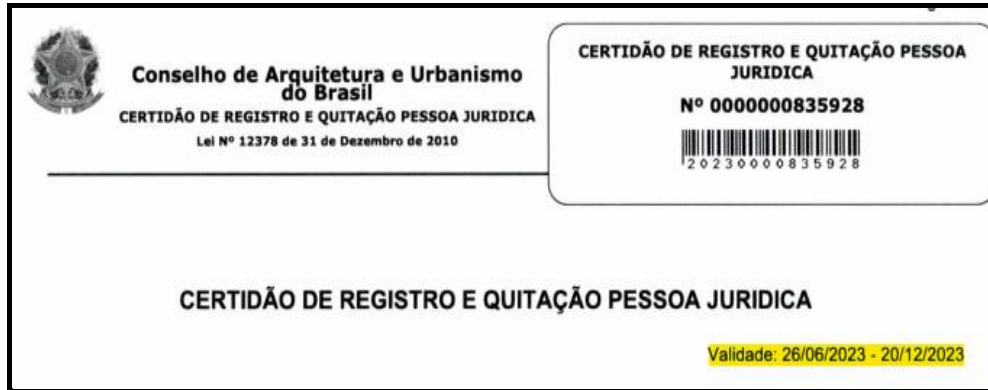 Conselho de Arquitetura e Urbanismo
do Brasil
CERTIDÃO DE REGISTRO E QUITAÇÃO PESSOA JURIDICA
Lei Nº 12378 de 31 de Dezembro de 2010
CERTIDÃO DE REGISTRO E QUITAÇÃO PESSOA
JURIDICA
Nº 0000000835928
20230000835928
CERTIDÃO DE REGISTRO E QUITAÇÃO PESSOA JURIDICA
Validade: 26/06/2023 - 20/12/2023